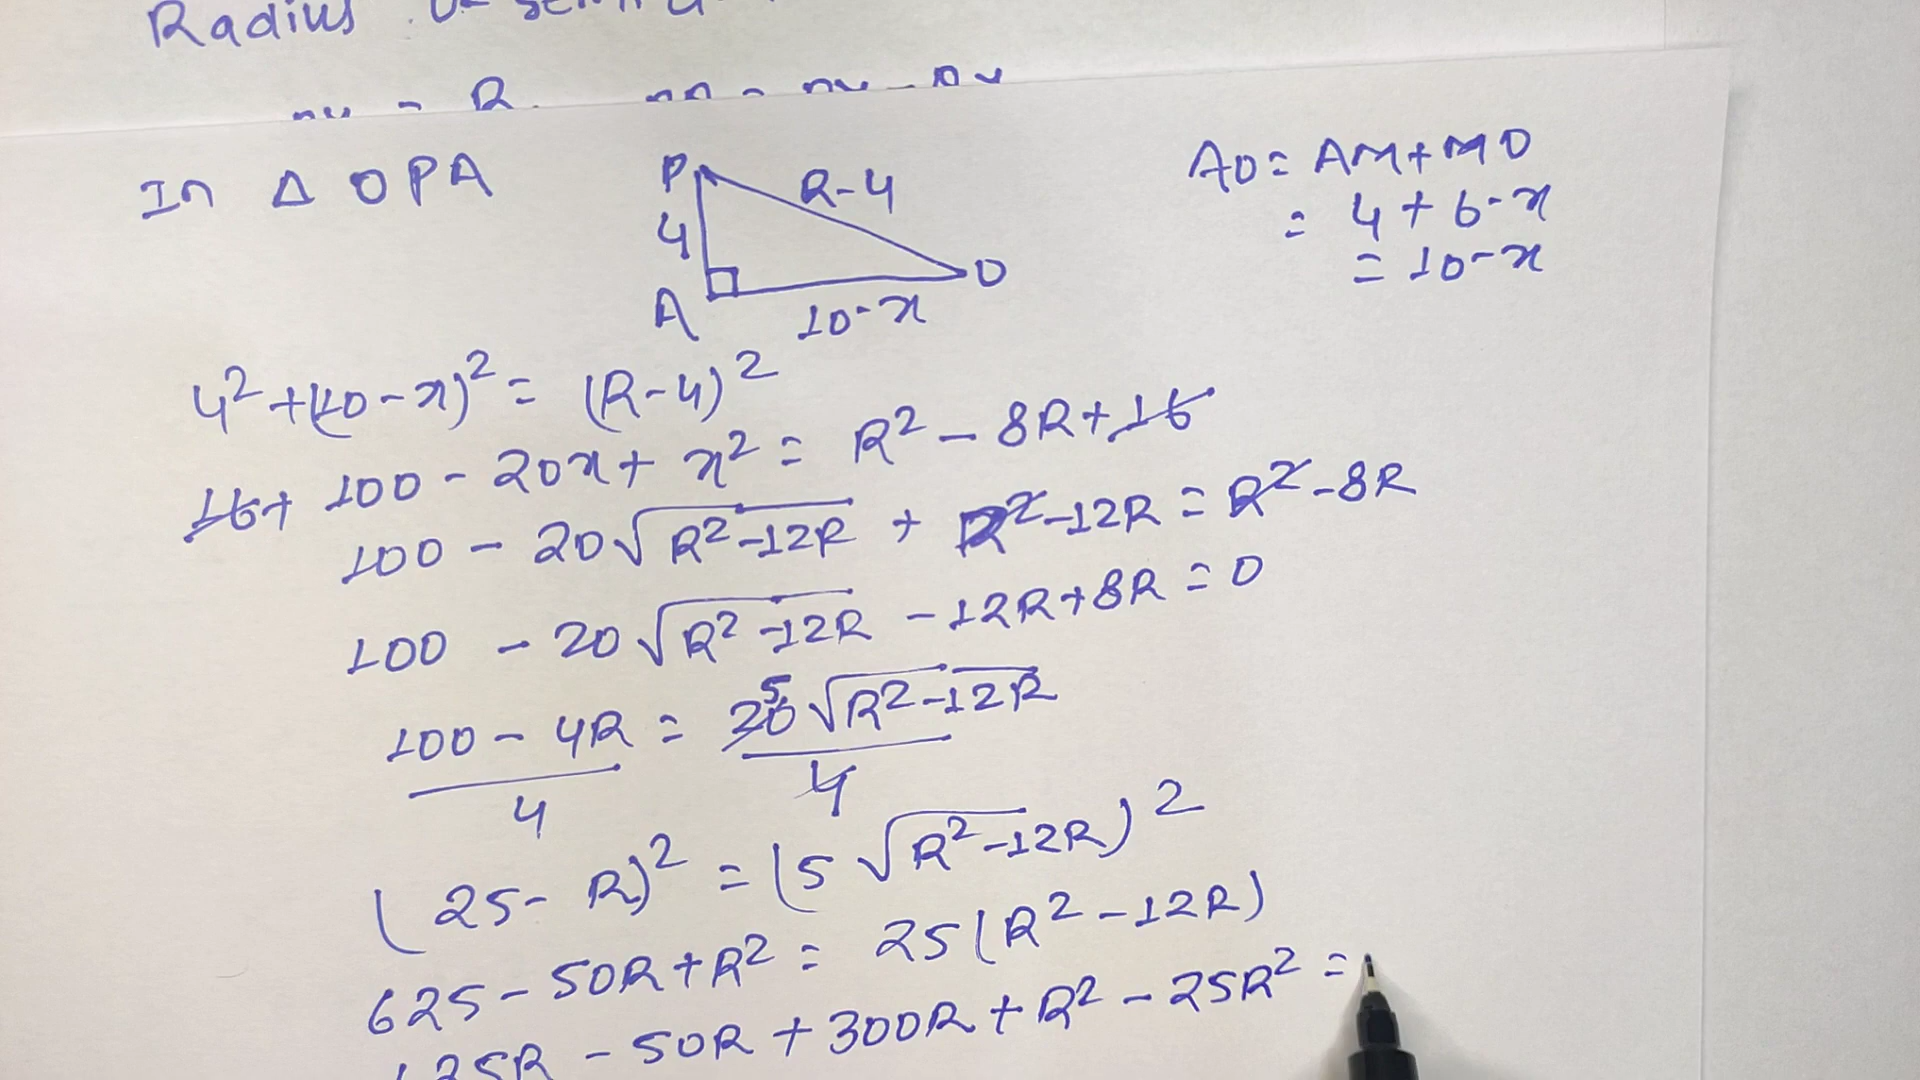 Radius
= R.
In Δ OPA
P
R-4
4
A
O
10-x
AO = AM+MO
= 4 + 6-x
= 10-x
4² + (10-x)² = (R-4)²
16 + 100 - 20x + x² = R² - 8R + 16
100 - 20√R²-12R + R²-12R = R²-8R
100 - 20√R²-12R - 12R+8R = 0
100 - 4R = 20 5√R²-12R
4 4
(25-R)² = (5√R²-12R)²
625 - 50R + R² = 25(R²-12R)
25R - 50R + 300R + R² - 25R² =